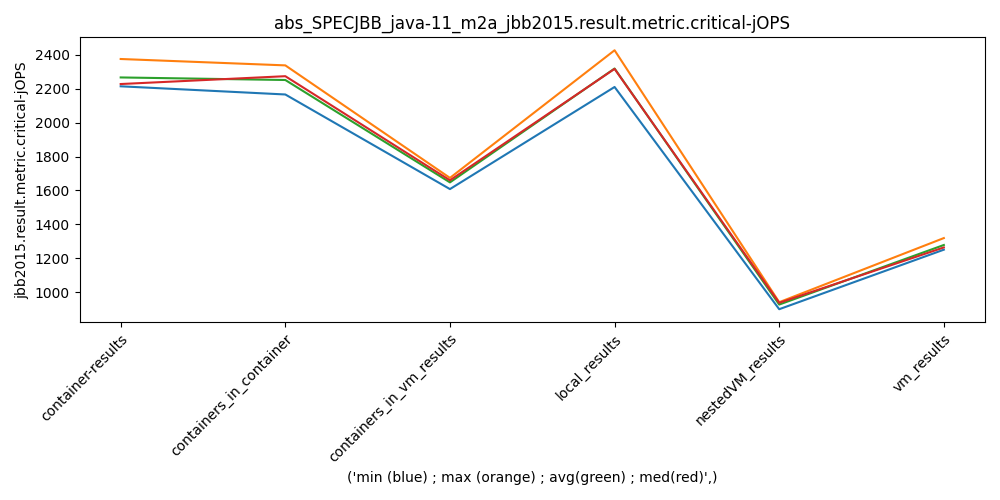 abs_SPECJBB_java-11_m2a_jbb2015.result.metric.critical-jOPS
jbb2015.result.metric.critical-jOPS
2400
2200
2000
1800
1600
1400
1200
1000
container-results
containers_in_container
containers_in_vm_results
local_results
nestedVM_results
vm_results
('min (blue) ; max (orange) ; avg(green) ; med(red)',)